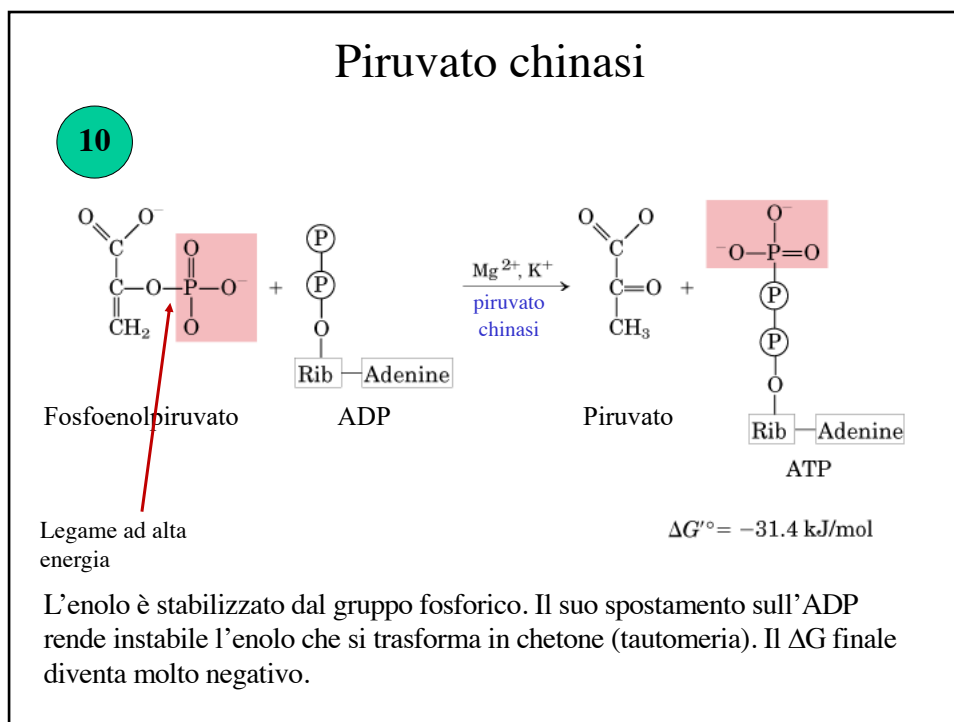 Piruvato chinasi
10
O O⁻
C
O
C—O—P—O⁻
CH₂ O
+
P
P
O
Rib—Adenine
Mg²⁺, K⁺
piruvato
chinasi
O O
C
C=O
CH₃
+
O⁻
⁻O—P=O
P
P
O
Rib—Adenine
Fosfoenolpiruvato
ADP
Piruvato
ATP
Legame ad alta
energia
ΔG′° = −31.4 kJ/mol
L’enolo è stabilizzato dal gruppo fosforico. Il suo spostamento sull’ADP
rende instabile l’enolo che si trasforma in chetone (tautomeria). Il ΔG finale
diventa molto negativo.